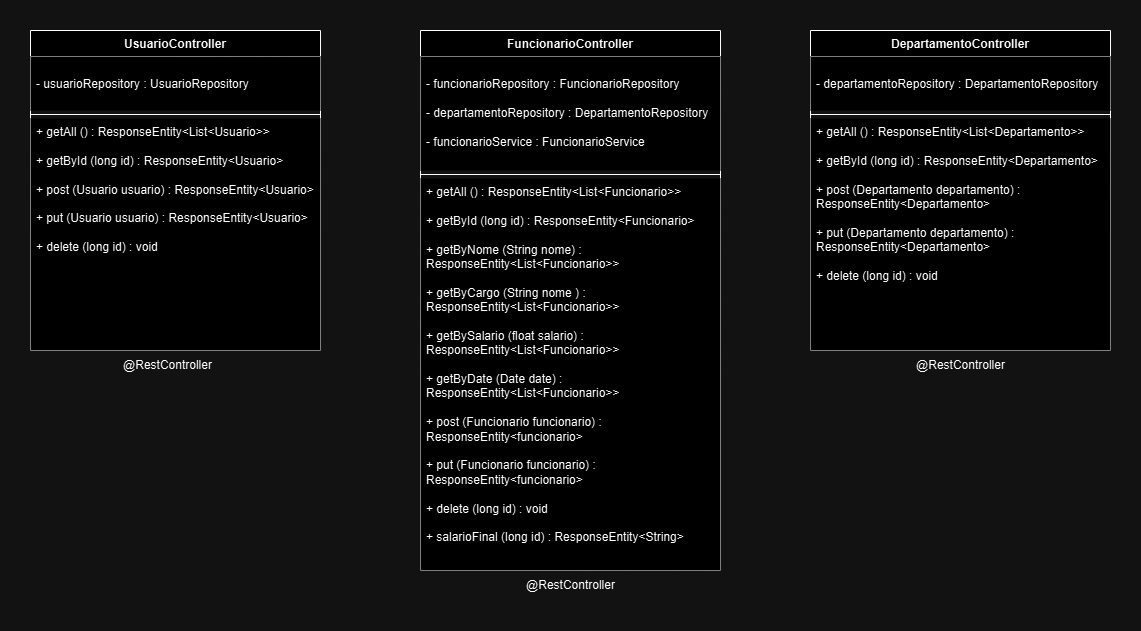 UsuarioController
- usuarioRepository : UsuarioRepository
+ getAll () : ResponseEntity<List<Usuario>>
+ getById (long id) : ResponseEntity<Usuario>
+ post (Usuario usuario) : ResponseEntity<Usuario>
+ put (Usuario usuario) : ResponseEntity<Usuario>
+ delete (long id) : void
@RestController
FuncionarioController
- funcionarioRepository : FuncionarioRepository
- departamentoRepository : DepartamentoRepository
- funcionarioService : FuncionarioService
+ getAll () : ResponseEntity<List<Funcionario>>
+ getById (long id) : ResponseEntity<Funcionario>
+ getByNome (String nome) :
ResponseEntity<List<Funcionario>>
+ getByCargo (String nome ) :
ResponseEntity<List<Funcionario>>
+ getBySalario (float salario) :
ResponseEntity<List<Funcionario>>
+ getByDate (Date date) :
ResponseEntity<List<Funcionario>>
+ post (Funcionario funcionario) :
ResponseEntity<funcionario>
+ put (Funcionario funcionario) :
ResponseEntity<funcionario>
+ delete (long id) : void
+ salarioFinal (long id) : ResponseEntity<String>
@RestController
DepartamentoController
- departamentoRepository : DepartamentoRepository
+ getAll () : ResponseEntity<List<Departamento>>
+ getById (long id) : ResponseEntity<Departamento>
+ post (Departamento departamento) :
ResponseEntity<Departamento>
+ put (Departamento departamento) :
ResponseEntity<Departamento>
+ delete (long id) : void
@RestController